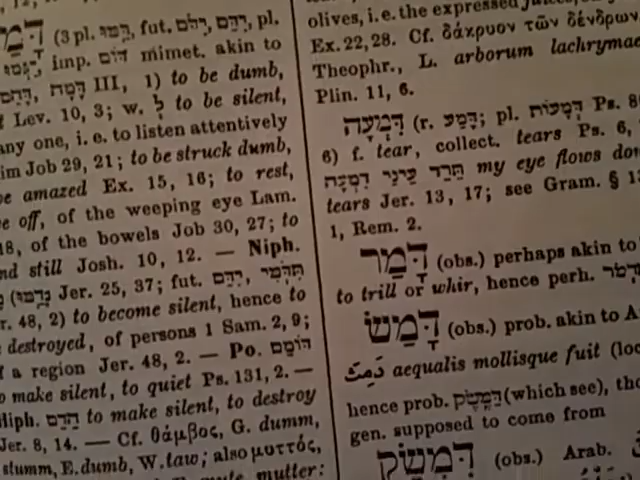 (3 pl. fut. pl.
imp. דּוֹם mimet. akin to
III, 1) to be dumb,
Lev. 10, 3; w. לְ to be silent,
any one, i. e. to listen attentively
Job 29, 21; to be struck dumb,
amazed Ex. 15, 16; to rest,
off, of the weeping eye Lam.
18, of the bowels Job 30, 27; to
still Josh. 10, 12. — Niph.
Jer. 25, 37; fut.
48, 2) to become silent, hence to
destroyed, of persons 1 Sam. 2, 9;
a region Jer. 48, 2. — Po. דּוֹמֵם
make silent, to quiet Ps. 131, 2. —
to make silent, to destroy
Jer. 8, 14. — Cf. θάμβος, G. dumm,
stumm, E. dumb, W. taw; also μυττός,
mutter:
olives, i. e. the expressed
Ex. 22, 28. Cf. δάκρυον τῶν δένδρων
Theophr., L. arborum lachrymae
Plin. 11, 6.
דִּמְעָה (r. דָּמַע; pl. דְּמָעוֹת Ps.
6) f. tear, collect. tears Ps. 6,
my eye flows
tears Jer. 13, 17; see Gram. §
1, Rem. 2.
דָּמַר (obs.) perhaps akin to
to trill or whir, hence perh.
דָּמַשׁ (obs.) prob. akin to
aequalis mollisque fuit
hence prob. (which see),
gen. supposed to come from
דִּמְשֵׁק (obs.) Arab.